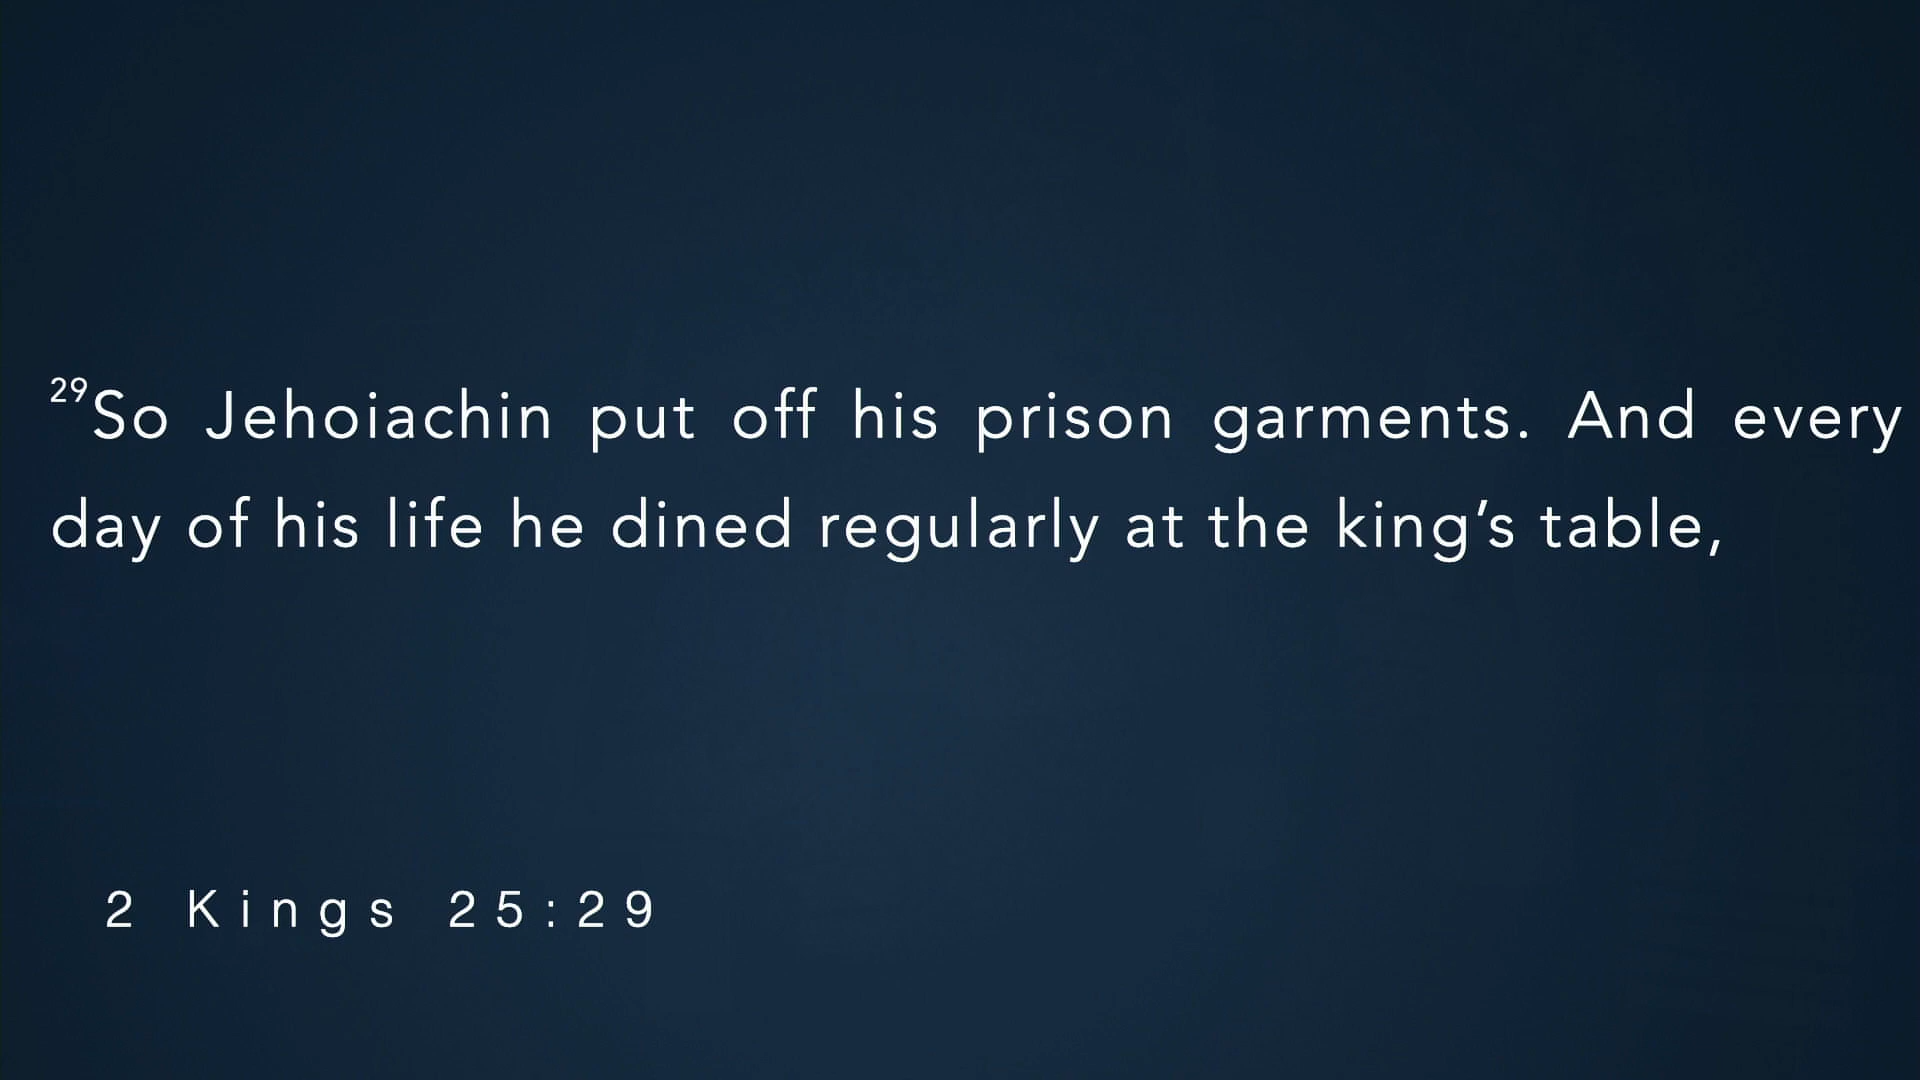 29So Jehoiachin put off his prison garments. And every
day of his life he dined regularly at the king’s table,
2 Kings 25:29